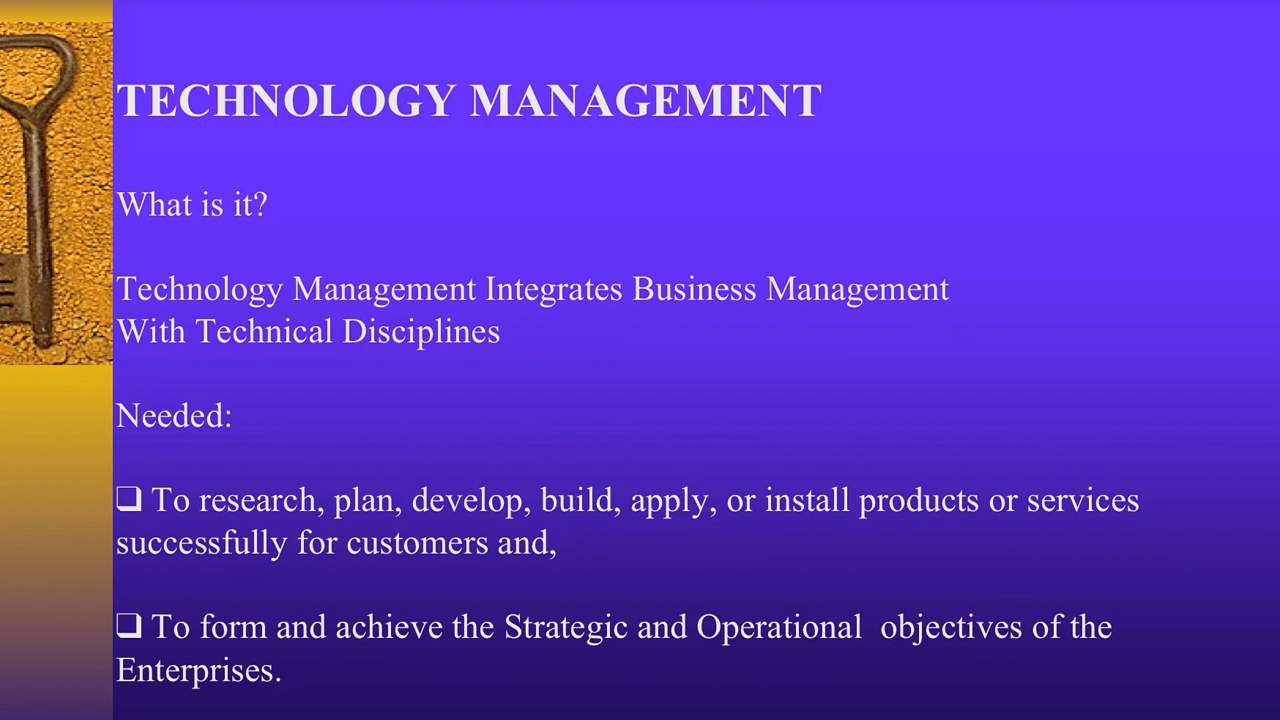 TECHNOLOGY MANAGEMENT
What is it?
Technology Management Integrates Business Management
With Technical Disciplines
Needed:
❑ To research, plan, develop, build, apply, or install products or services
successfully for customers and,
❑ To form and achieve the Strategic and Operational  objectives of the
Enterprises.